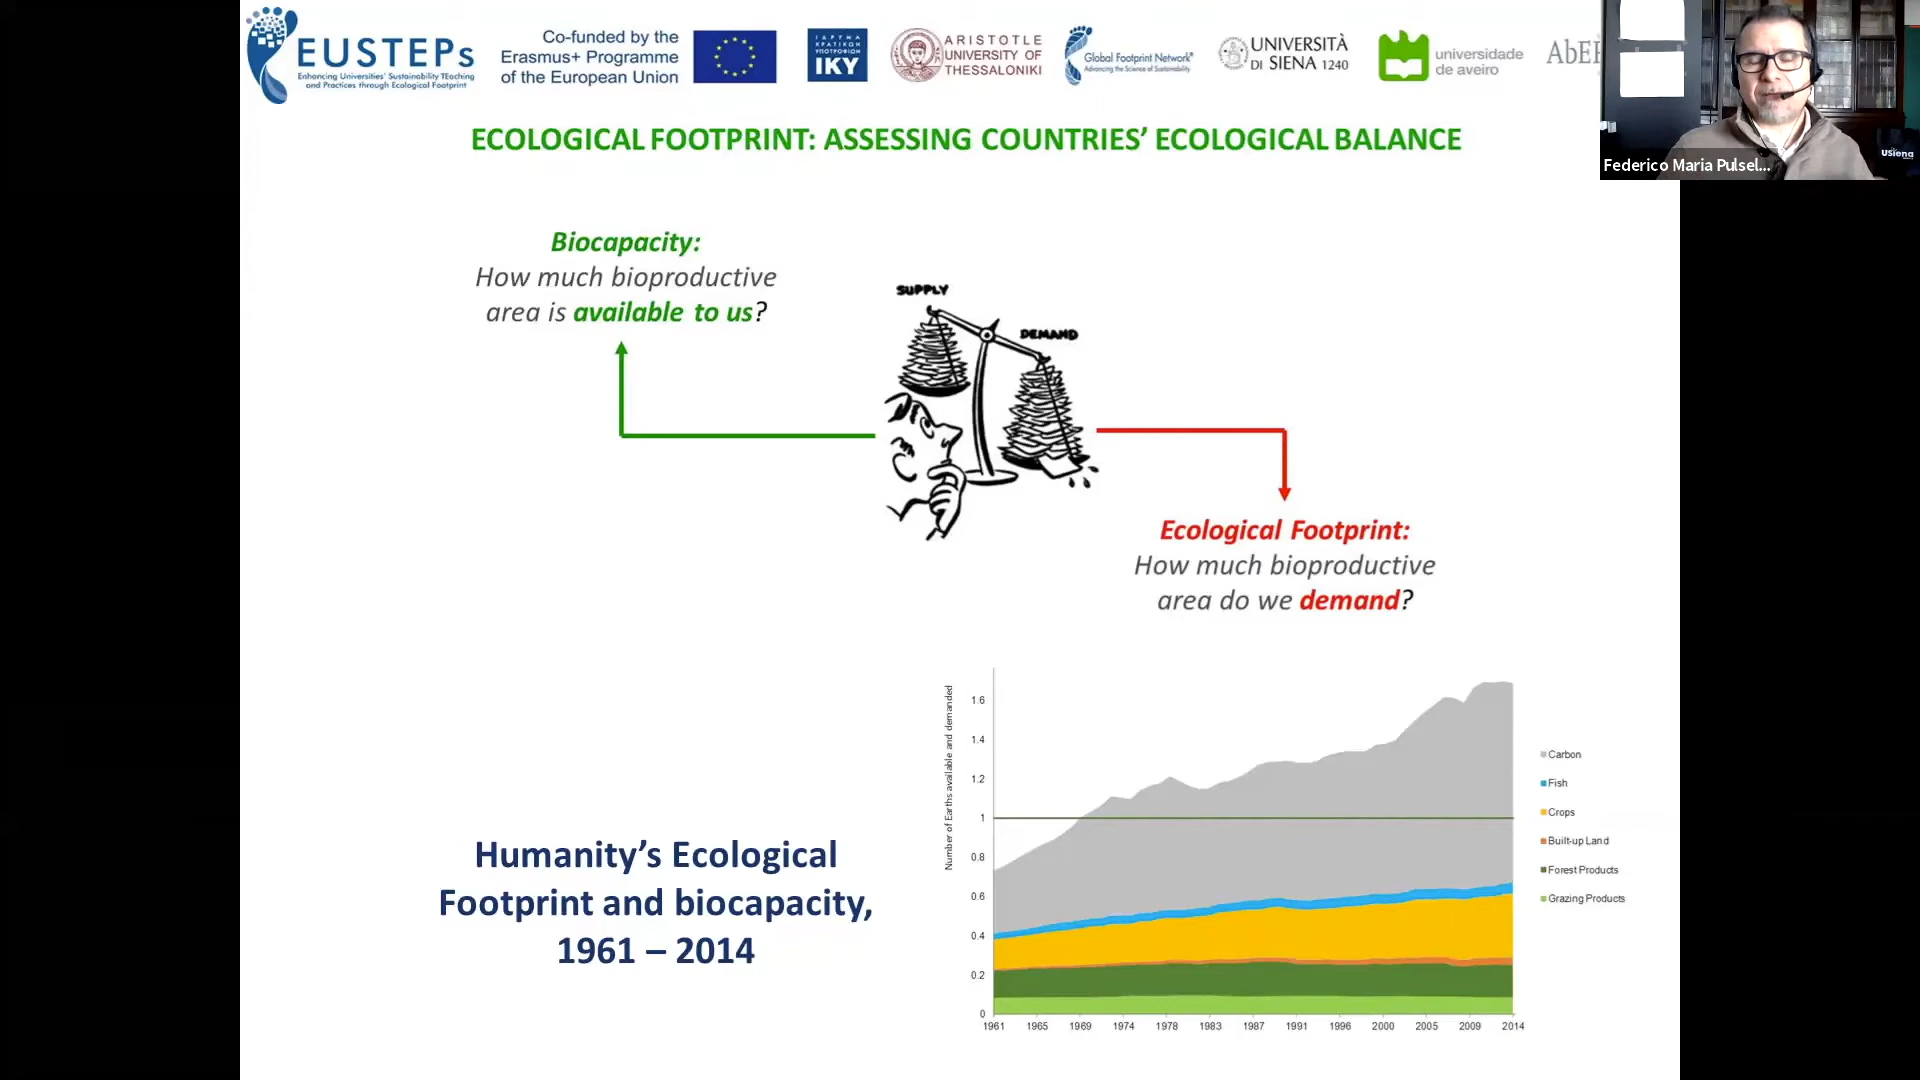 EUSTEPs
Enhancing Universities' Sustainability TEaching
and Practices through Ecological Footprint
Co-funded by the
Erasmus+ Programme
of the European Union
ΙΔΡΥΜΑ
ΚΡΑΤΙΚΩΝ
ΥΠΟΤΡΟΦΙΩΝ
IKY
ARISTOTLE
UNIVERSITY OF
THESSALONIKI
Global Footprint Network®
Advancing the Science of Sustainability
UNIVERSITÀ
DI SIENA 1240
universidade
de aveiro
USiena
Federico Maria Pulsel...
ECOLOGICAL FOOTPRINT: ASSESSING COUNTRIES' ECOLOGICAL BALANCE
Biocapacity:
How much bioproductive
area is available to us?
SUPPLY
DEMAND
Ecological Footprint:
How much bioproductive
area do we demand?
Humanity's Ecological
Footprint and biocapacity,
1961 – 2014
Number of Earths available and demanded
1.6
1.4
1.2
1
0.8
0.6
0.4
0.2
0
1961 1965 1969 1974 1978 1983 1987 1991 1996 2000 2005 2009 2014
Carbon
Fish
Crops
Built-up Land
Forest Products
Grazing Products